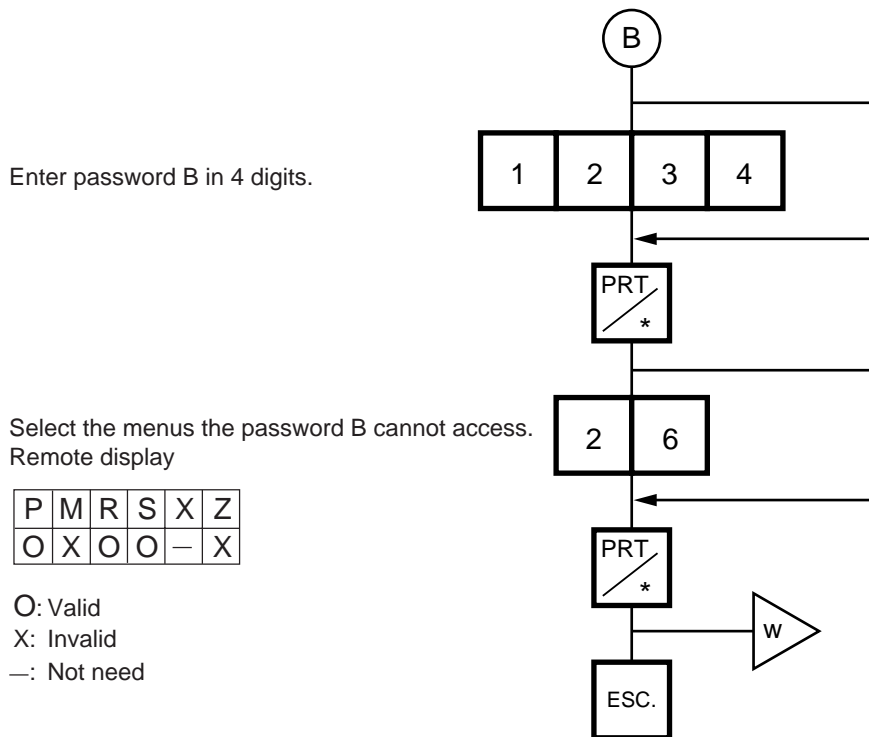 B
Enter password B in 4 digits.
1 2 3 4
PRT
*
Select the menus the password B cannot access.
2 6
Remote display
P M R S X Z
O X O O – X
PRT
*
O: Valid
X: Invalid
—: Not need
w
ESC.